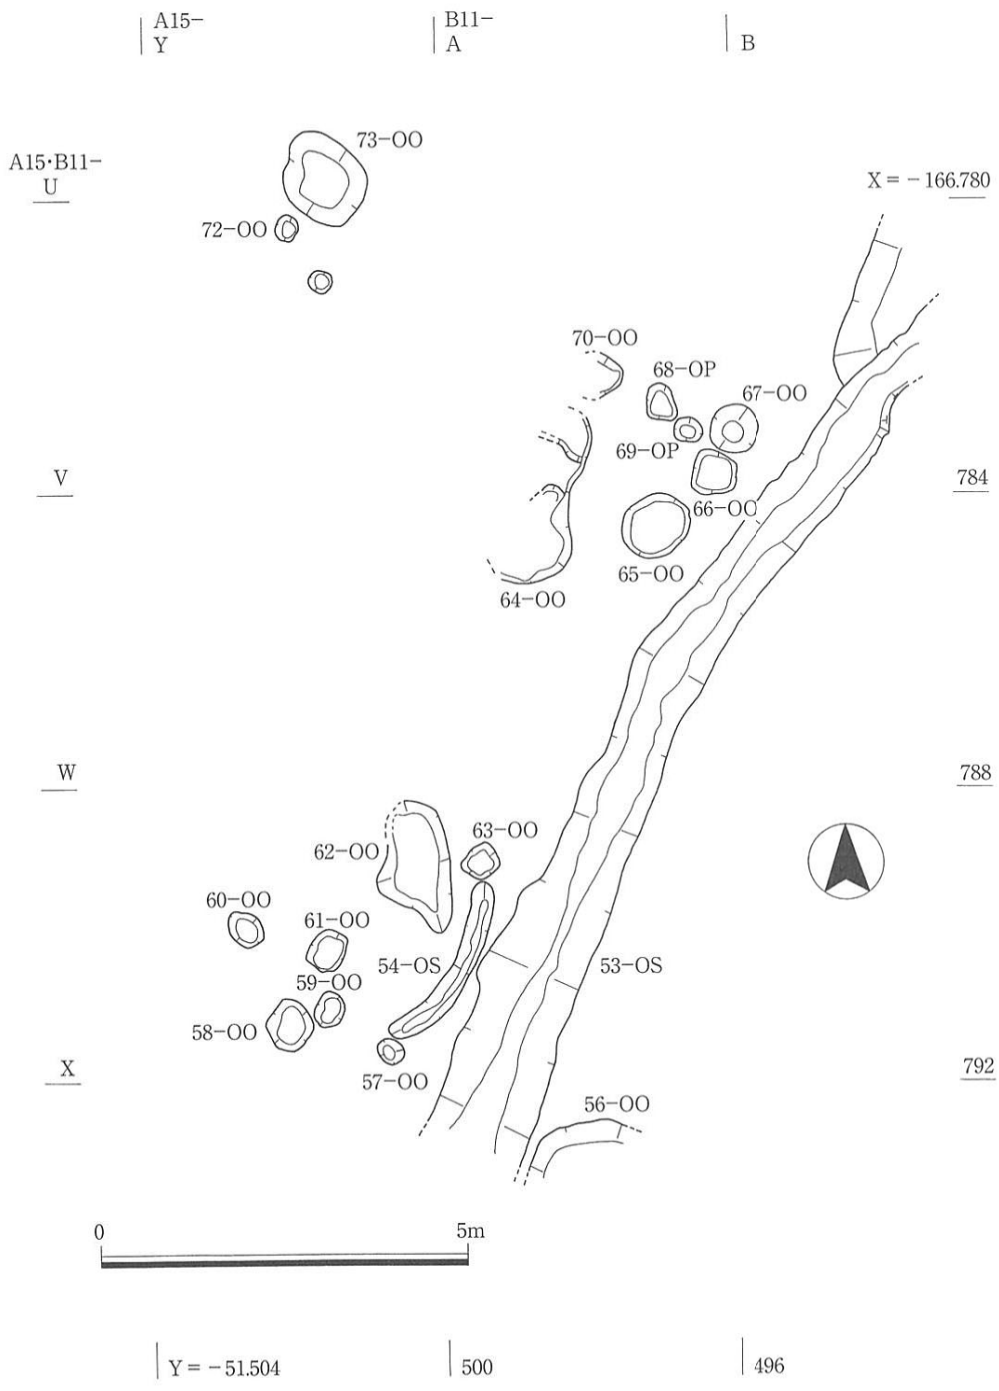 A15-
Y
B11-
A
B
A15･B11-
U
X = －166.780
73-OO
72-OO
70-OO
68-OP
67-OO
69-OP
V
784
66-OO
65-OO
64-OO
W
788
63-OO
62-OO
60-OO
61-OO
54-OS
53-OS
59-OO
58-OO
X
792
57-OO
56-OO
0
5m
Y = －51.504
500
496